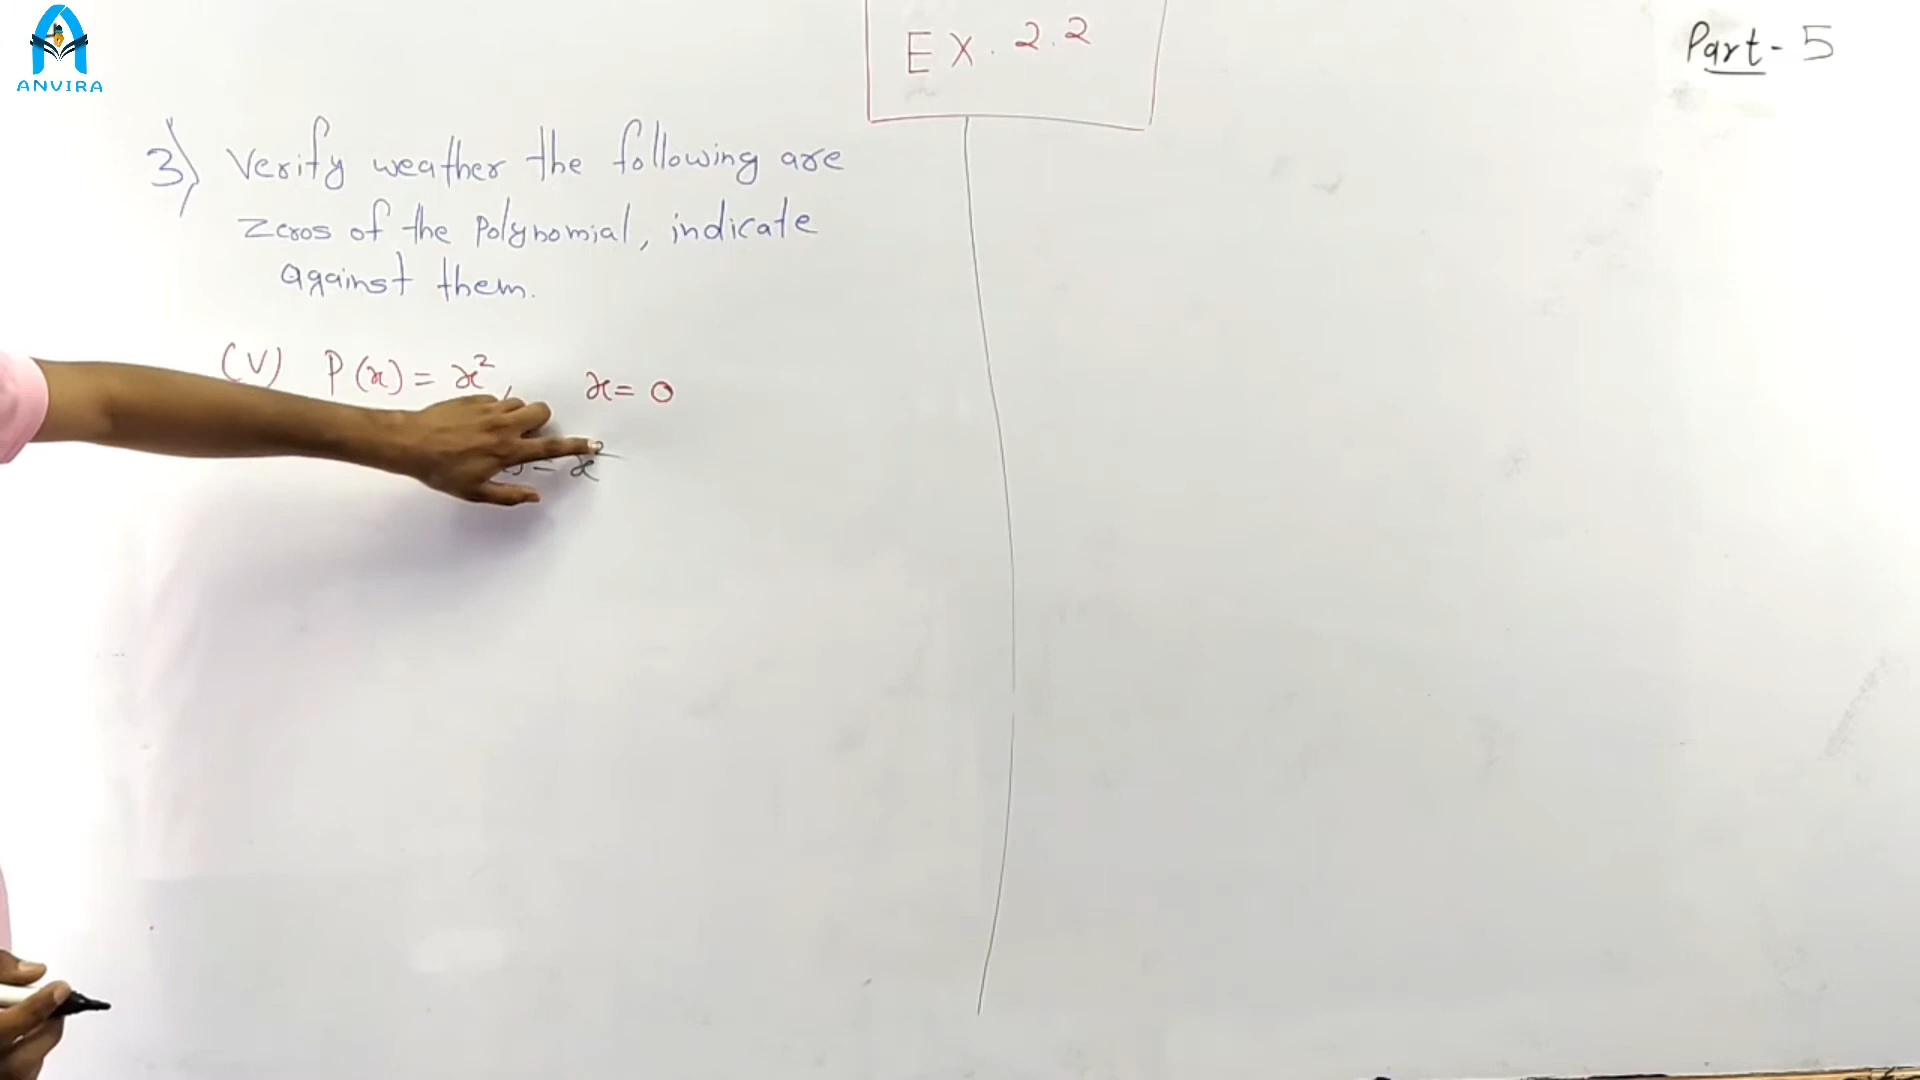 ANVIRA
EX. 2.2
Part - 5
3) Verify weather the following are
zeros of the polynomial, indicate
against them.
(V) P(x) = x², x = 0
= x²